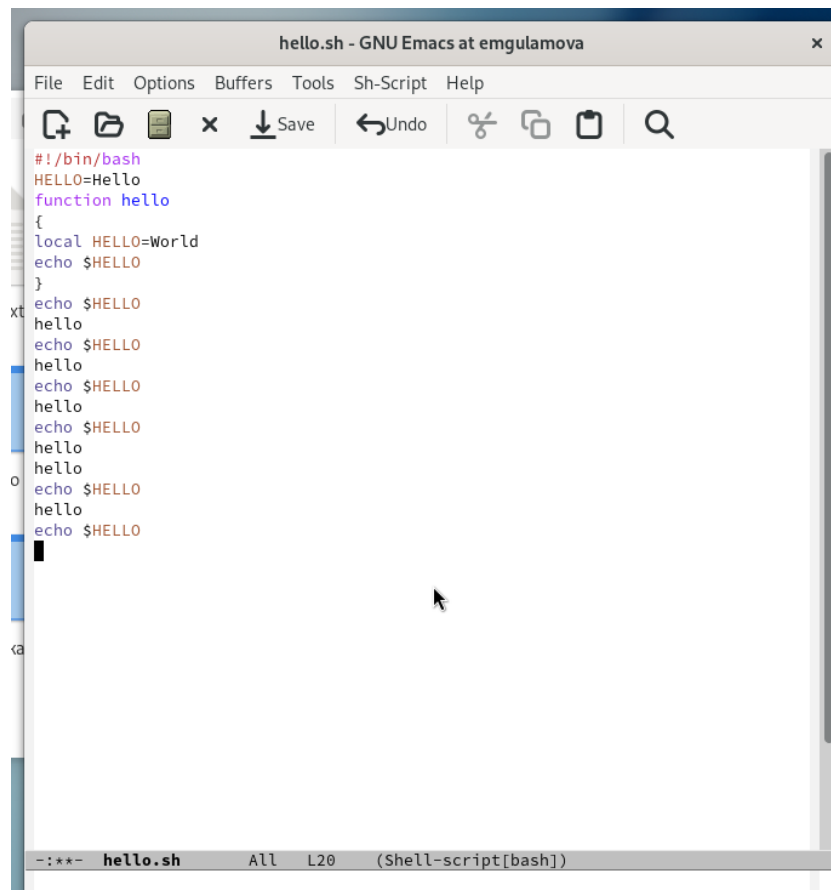 hello.sh - GNU Emacs at emgulamova
File Edit Options Buffers Tools Sh-Script Help
Save Undo
#!/bin/bash
HELLO=Hello
function hello
{
local HELLO=World
echo $HELLO
}
echo $HELLO
hello
echo $HELLO
hello
echo $HELLO
hello
echo $HELLO
hello
hello
echo $HELLO
hello
echo $HELLO
-:**- hello.sh All L20 (Shell-script[bash])